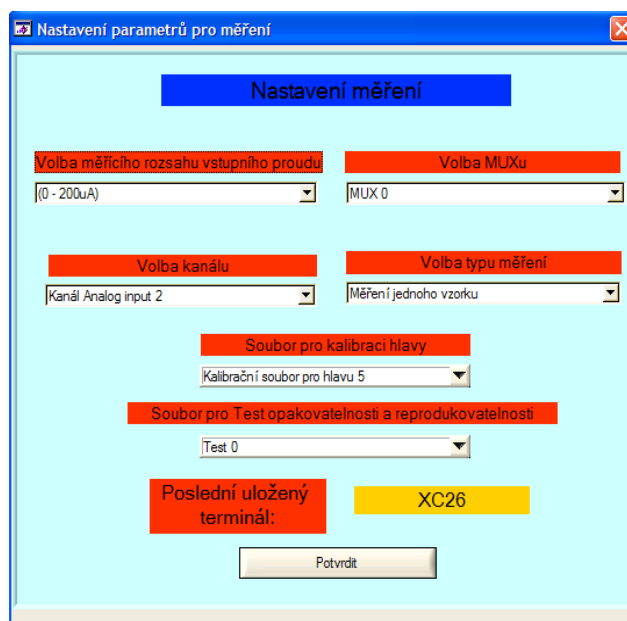 Nastavení parametrů pro měření
Nastavení měření
Volba měřícího rozsahu vstupního proudu
Volba MUXu
(0 - 200uA)
MUX 0
Volba kanálu
Volba typu měření
Kanál Analog input 2
Měření jednoho vzorku
Soubor pro kalibraci hlavy
Kalibrační soubor pro hlavu 5
Soubor pro Test opakovatelnosti a reprodukovatelnosti
Test 0
Poslední uložený
terminál:
XC26
Potvrdit